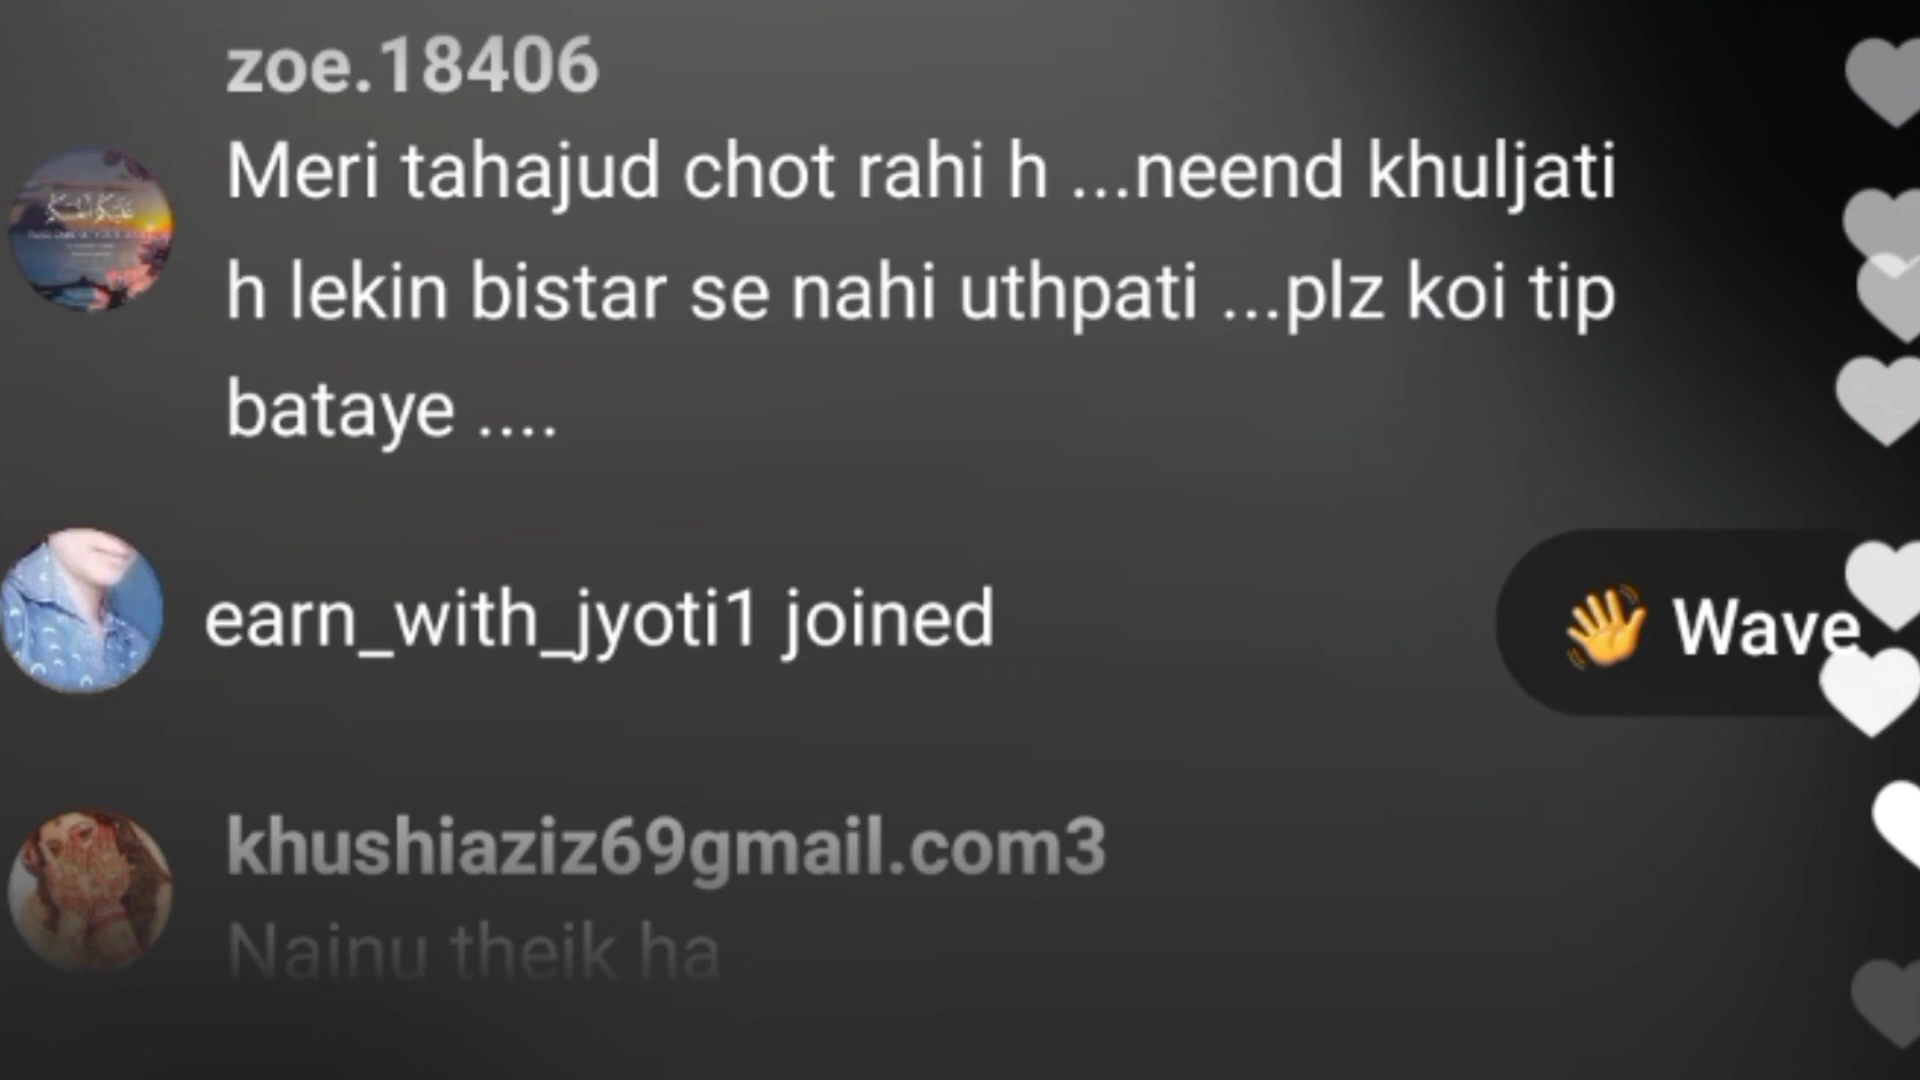 zoe.18406
Meri tahajud chot rahi h ...neend khuljati
h lekin bistar se nahi uthpati ...plz koi tip
bataye ....
earn_with_jyoti1 joined
👋 Wave
khushiaziz69gmail.com3
Nainu theik ha